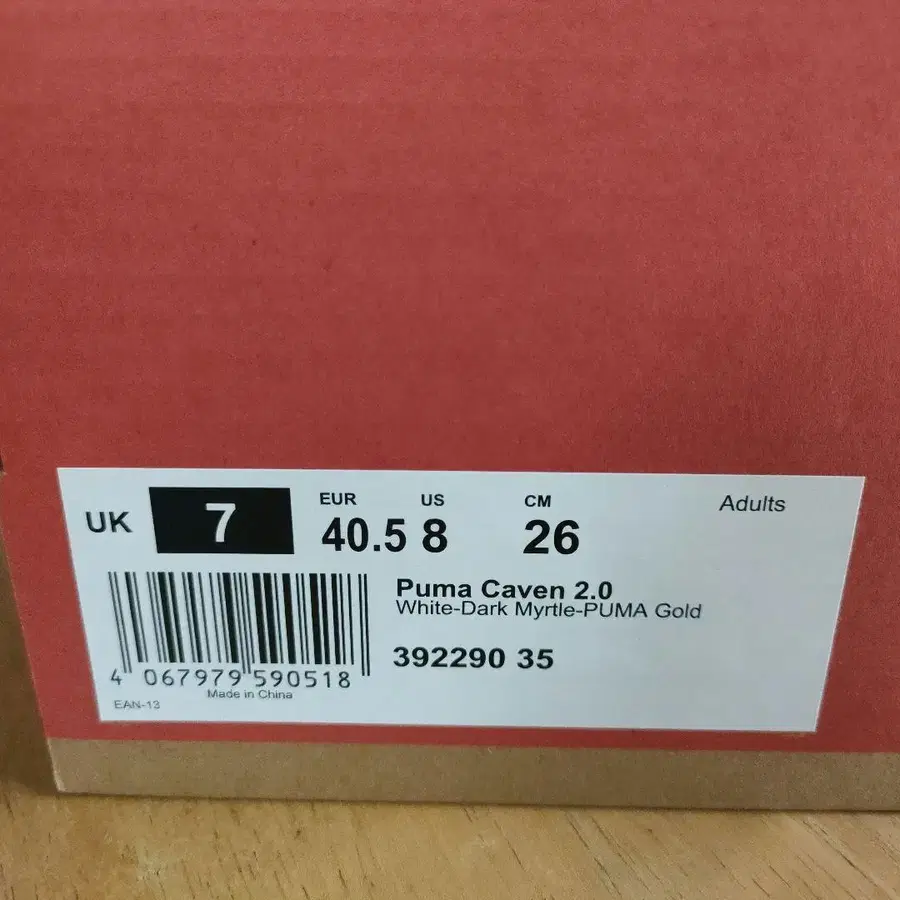 UK 7 EUR 40.5 US 8 CM 26 Adults
Puma Caven 2.0
White-Dark Myrtle-PUMA Gold
392290 35
4 067979 590518
Made in China
EAN-13